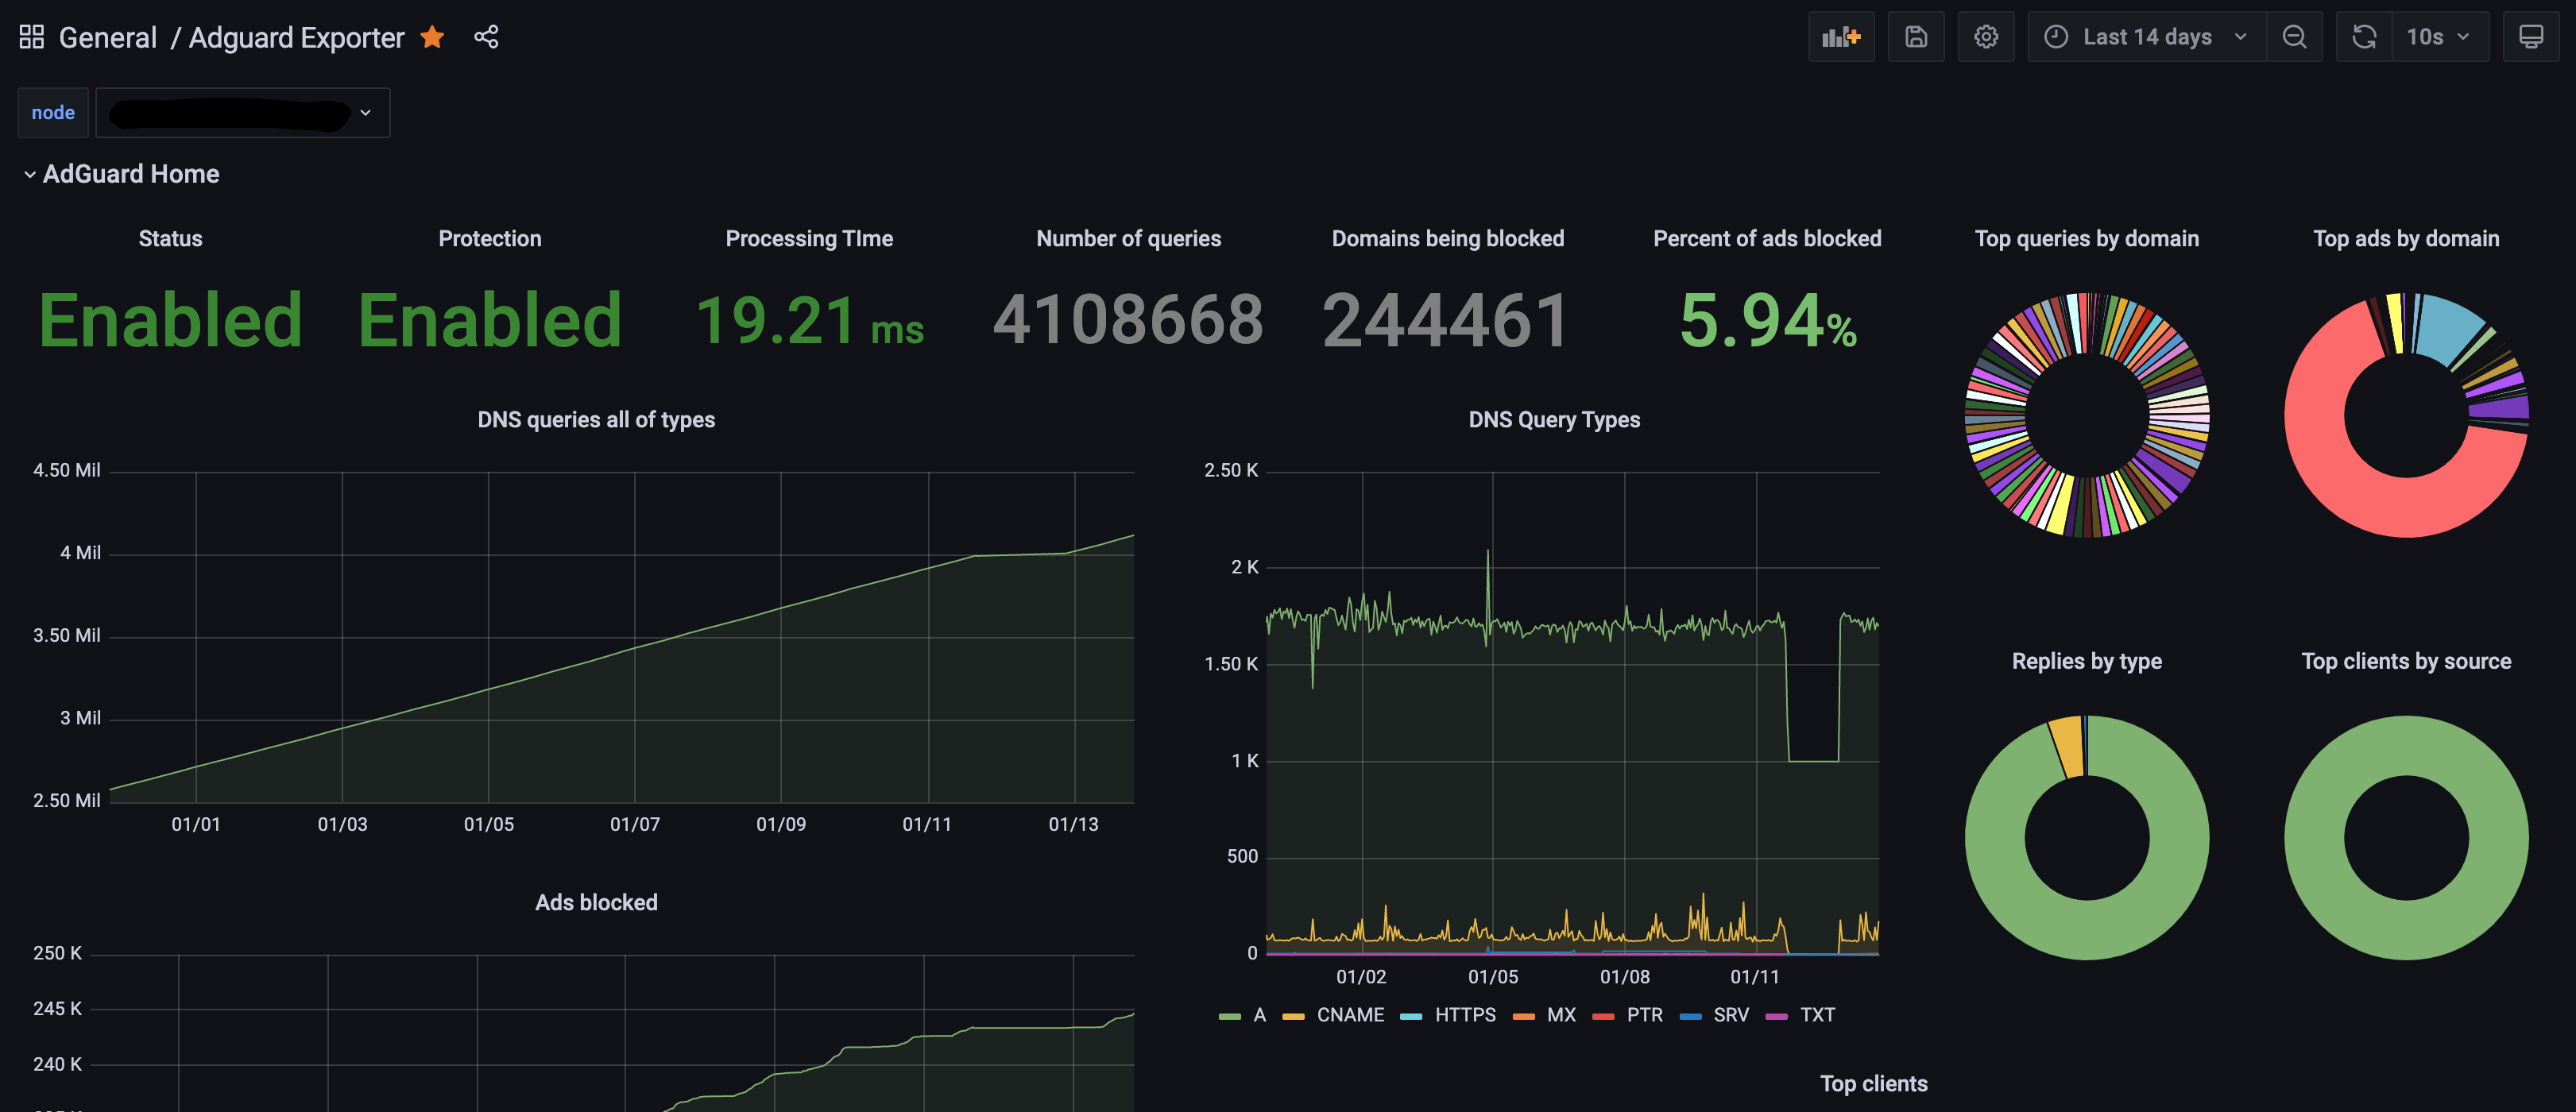 General / Adguard Exporter
Last 14 days
10s
node
AdGuard Home
Status
Protection
Processing TIme
Number of queries
Domains being blocked
Percent of ads blocked
Top queries by domain
Top ads by domain
Enabled
Enabled
19.21 ms
4108668
244461
5.94%
DNS queries all of types
4.50 Mil
4 Mil
3.50 Mil
3 Mil
2.50 Mil
01/01
01/03
01/05
01/07
01/09
01/11
01/13
DNS Query Types
2.50 K
2 K
1.50 K
1 K
500
0
01/02
01/05
01/08
01/11
A
CNAME
HTTPS
MX
PTR
SRV
TXT
Replies by type
Top clients by source
Ads blocked
250 K
245 K
240 K
Top clients